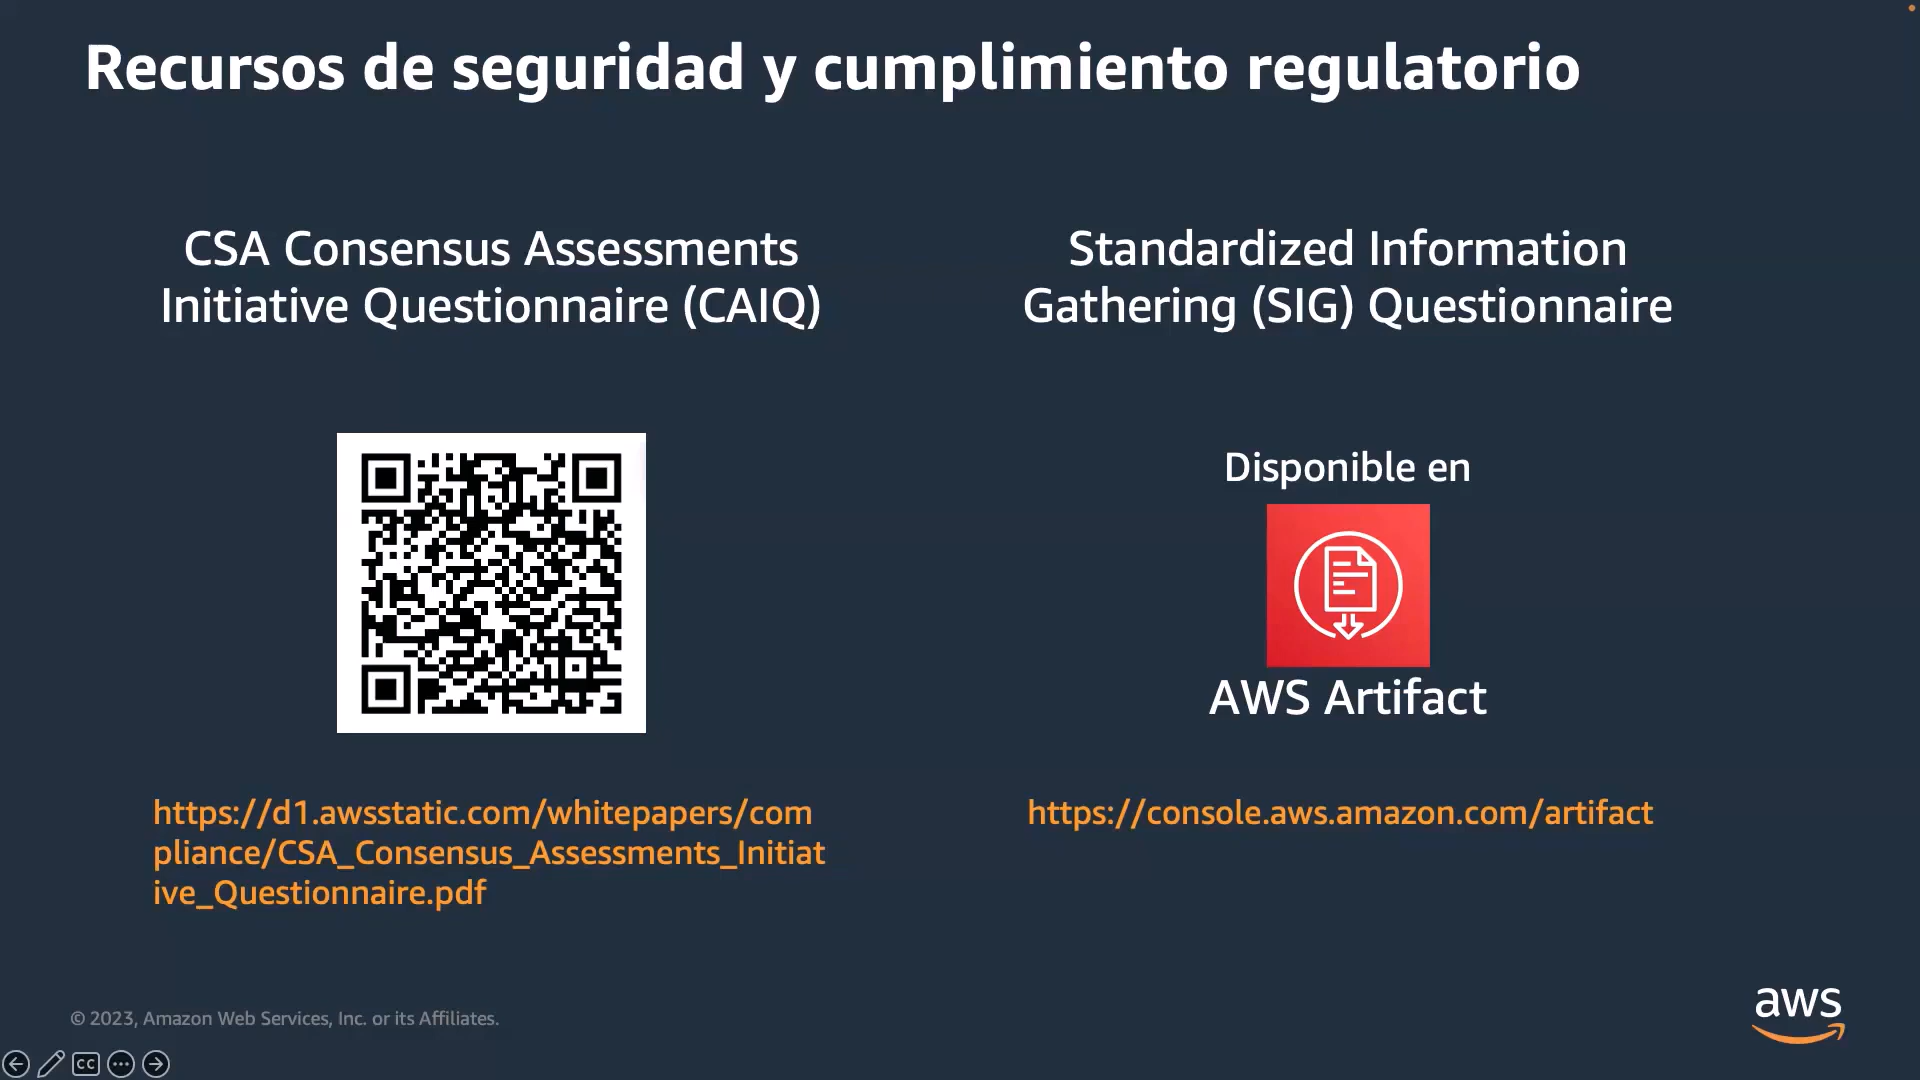 Recursos de seguridad y cumplimiento regulatorio
CSA Consensus Assessments
Initiative Questionnaire (CAIQ)
https://d1.awsstatic.com/whitepapers/com
pliance/CSA_Consensus_Assessments_Initiat
ive_Questionnaire.pdf
Standardized Information
Gathering (SIG) Questionnaire
Disponible en
AWS Artifact
https://console.aws.amazon.com/artifact
© 2023, Amazon Web Services, Inc. or its Affiliates.
aws
CC